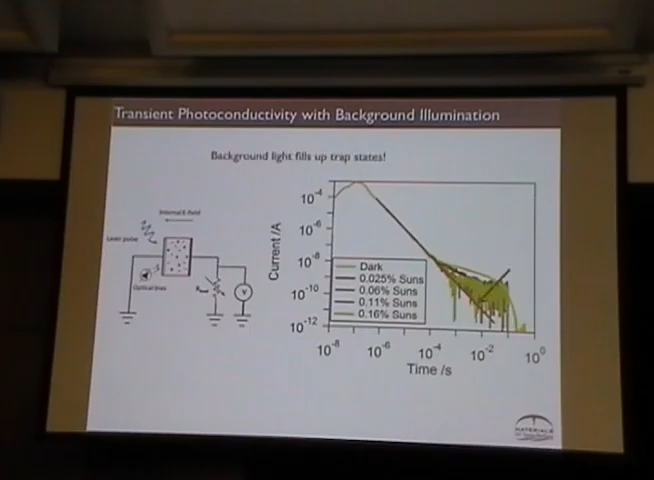 Transient Photoconductivity with Background Illumination
Background light fills up trap states!
Internal E-field
Laser pulse
Optical bias
V
Current /A
10⁻⁴
10⁻⁶
10⁻⁸
10⁻¹⁰
10⁻¹²
Dark
0.025% Suns
0.06% Suns
0.11% Suns
0.16% Suns
10⁻⁸
10⁻⁶
10⁻⁴
10⁻²
10⁰
Time /s
MATERIALS